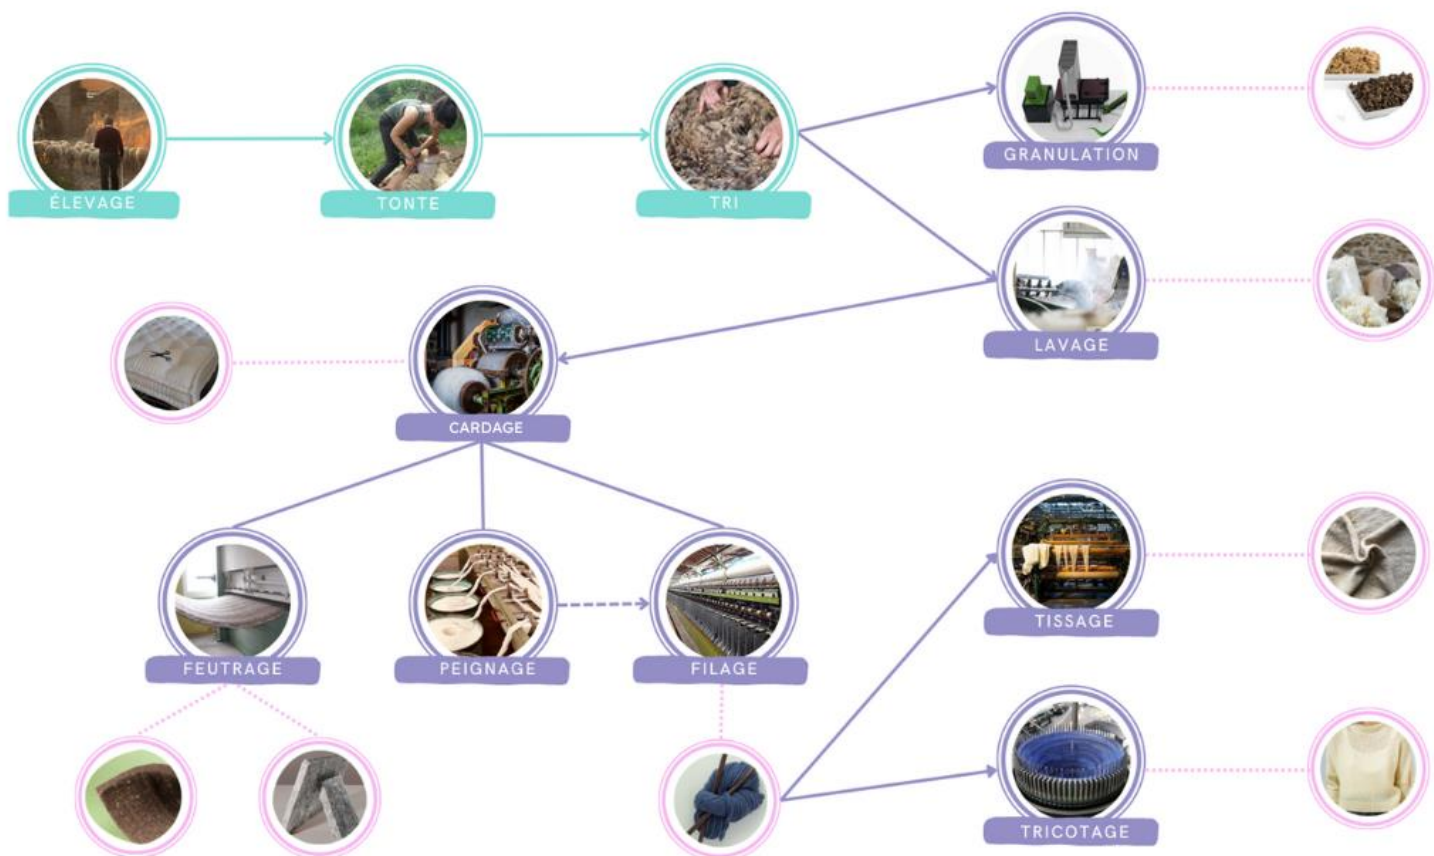 ÉLEVAGE
TONTE
TRI
GRANULATION
LAVAGE
CARDAGE
FEUTRAGE
PEIGNAGE
FILAGE
TISSAGE
TRICOTAGE